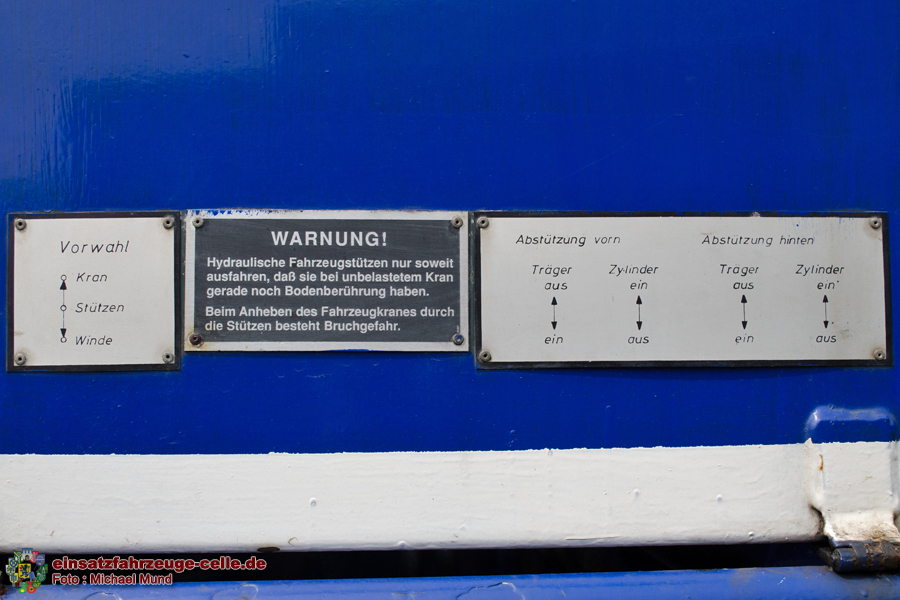 Vorwahl
Kran
Stützen
Winde
WARNUNG!
Hydraulische Fahrzeugstützen nur soweit
ausfahren, daß sie bei unbelastetem Kran
gerade noch Bodenberührung haben.
Beim Anheben des Fahrzeugkranes durch
die Stützen besteht Bruchgefahr.
Abstützung vorn Abstützung hinten
Träger Zylinder Träger Zylinder
aus ein aus ein
ein aus ein aus
einsatzfahrzeuge-celle.de
Foto : Michael Mund